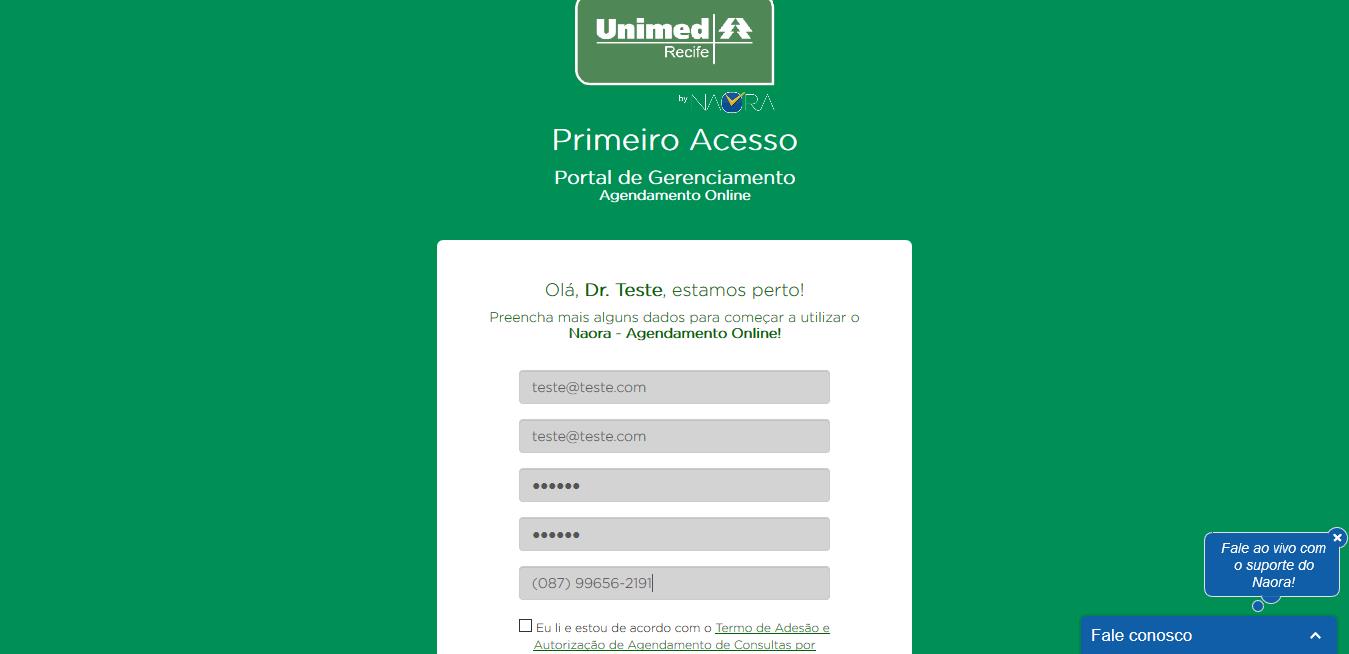 Unimed
Recife
by NAORA
Primeiro Acesso
Portal de Gerenciamento
Agendamento Online
Olá, Dr. Teste, estamos perto!
Preencha mais alguns dados para começar a utilizar o
Naora - Agendamento Online!
teste@teste.com
teste@teste.com
••••••
••••••
(087) 99656-2191
Eu li e estou de acordo com o Termo de Adesão e
Autorização de Agendamento de Consultas por
Fale ao vivo com
o suporte do
Naora!
Fale conosco